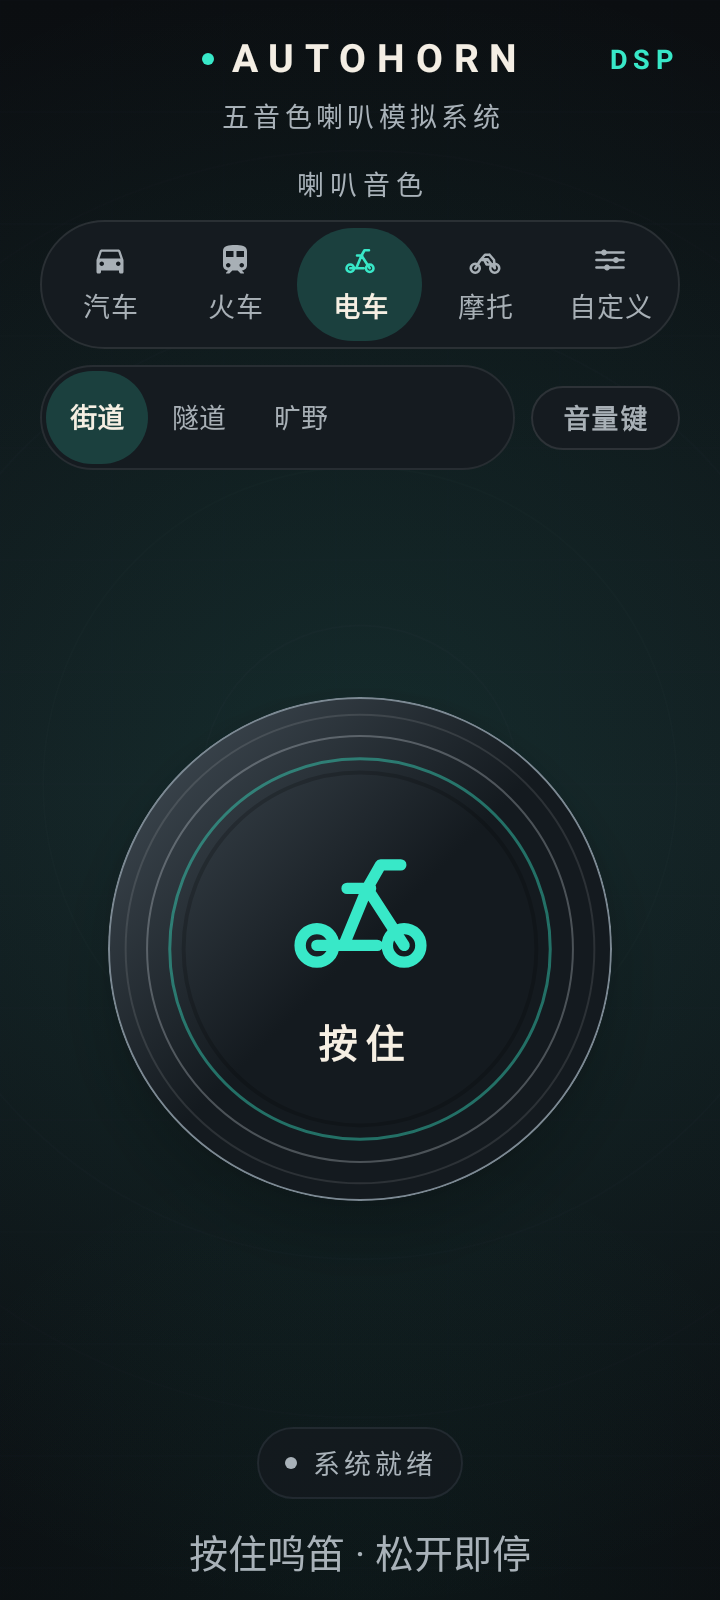 AUTOHORN
DSP
五音色喇叭模拟系统
喇叭音色
汽车 火车 电车 摩托 自定义
街道 隧道 旷野 音量键
按住
系统就绪
按住鸣笛 · 松开即停